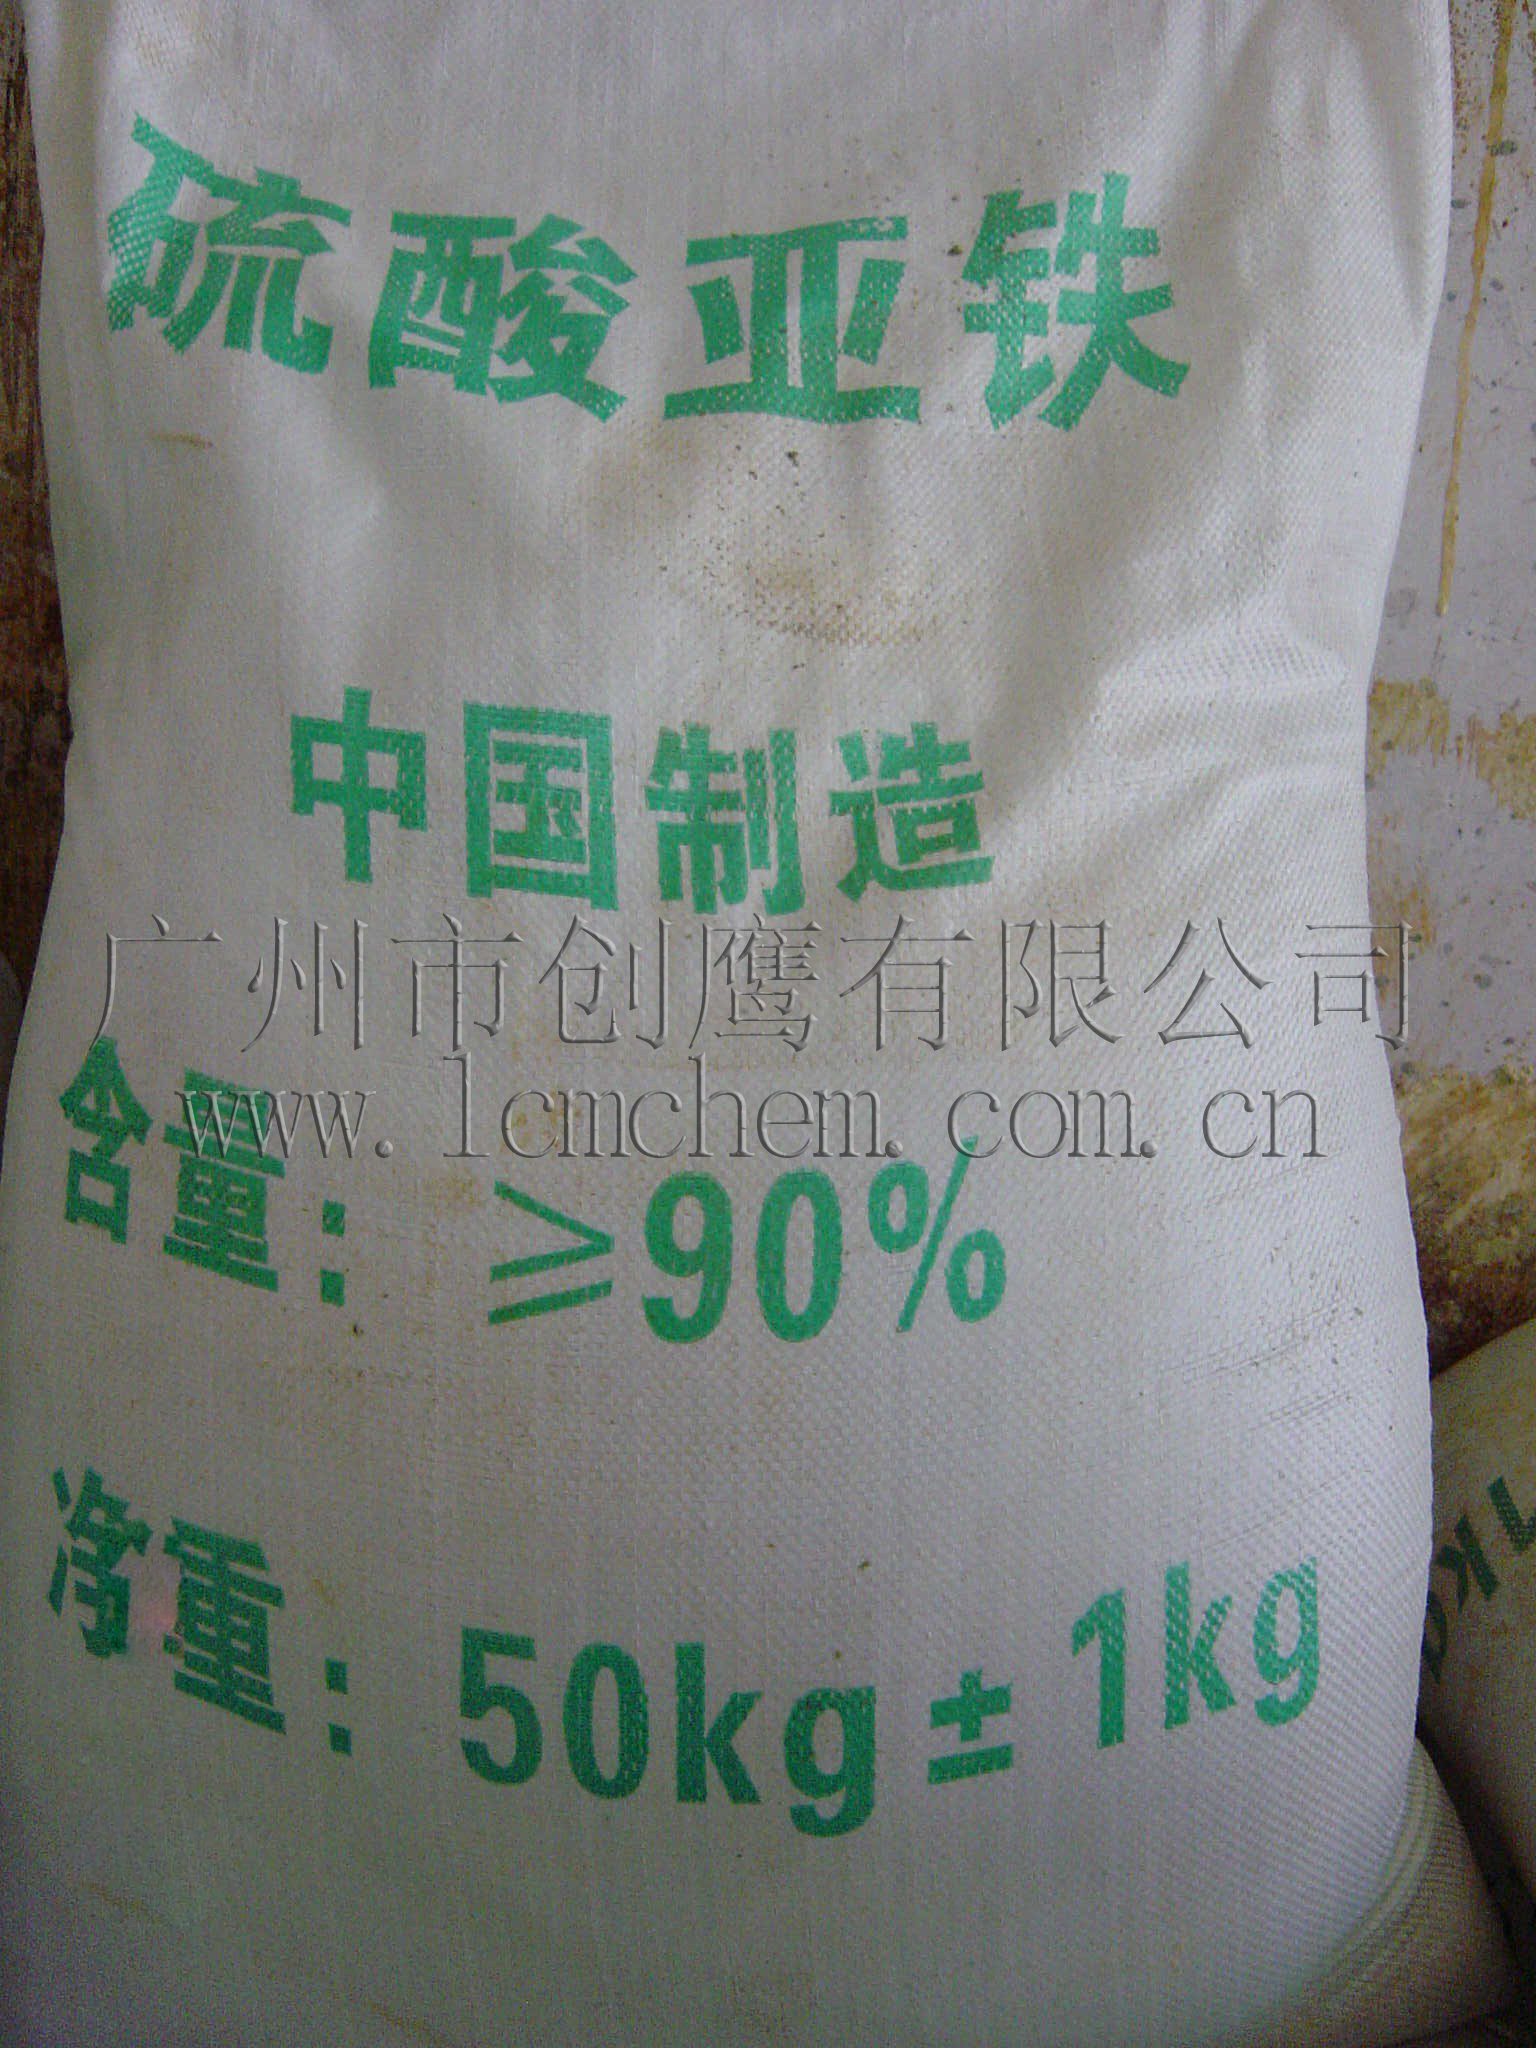 硫酸亚铁
中国制造
广州市创鹰有限公司
www.lcmchem.com.cn
含量：≥90%
净重：50kg±1kg